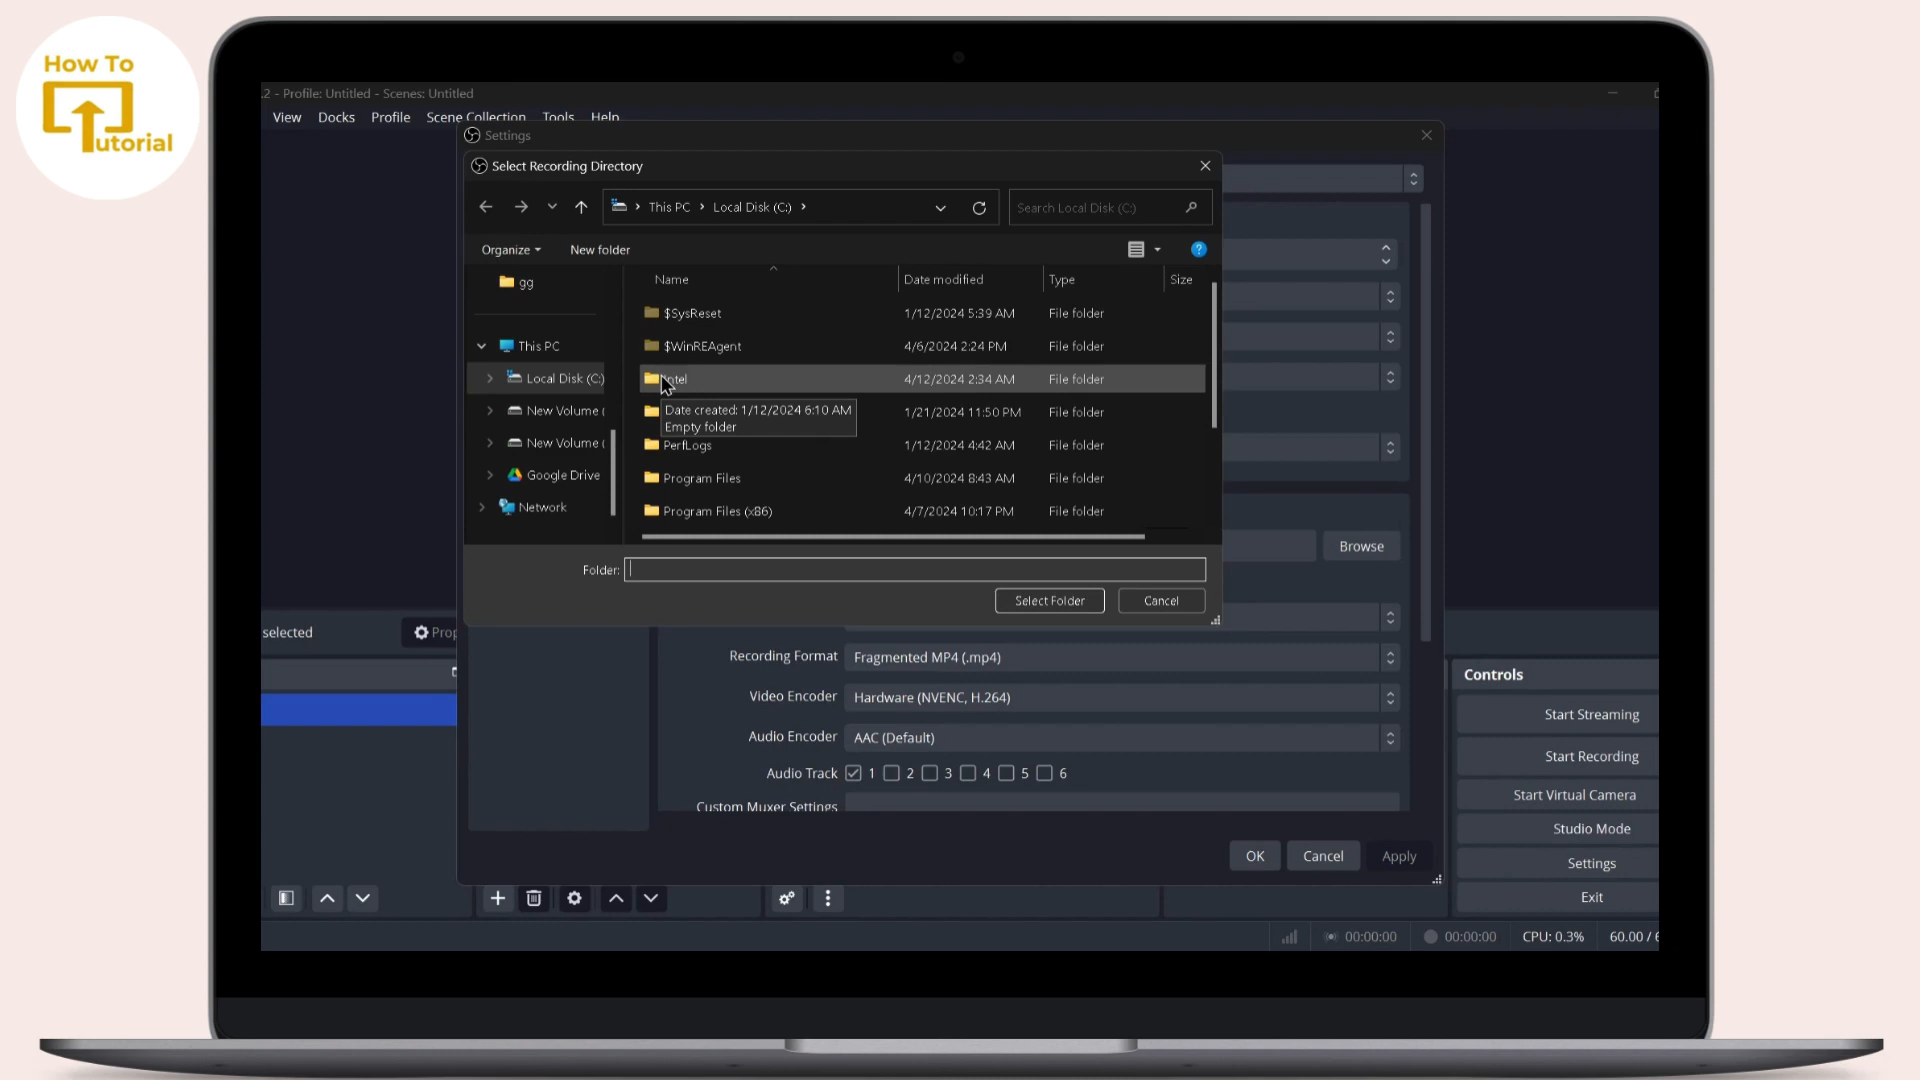 How To
Tutorial
.2 - Profile: Untitled - Scenes: Untitled
View Docks Profile Scene Collection Tools Help
Settings
Select Recording Directory
This PC > Local Disk (C:) >
Search Local Disk (C:)
Organize New folder
gg
This PC
Local Disk (C:)
New Volume (
New Volume (
Google Drive
Network
Name Date modified Type Size
$SysReset 1/12/2024 5:39 AM File folder
$WinREAgent 4/6/2024 2:24 PM File folder
Intel 4/12/2024 2:34 AM File folder
1/21/2024 11:50 PM File folder
Date created: 1/12/2024 6:10 AM
Empty folder
PerfLogs 1/12/2024 4:42 AM File folder
Program Files 4/10/2024 8:43 AM File folder
Program Files (x86) 4/7/2024 10:17 PM File folder
Folder:
Select Folder Cancel
Browse
selected
Prop
Recording Format Fragmented MP4 (.mp4)
Video Encoder Hardware (NVENC, H.264)
Audio Encoder AAC (Default)
Audio Track 1 2 3 4 5 6
Custom Muxer Settings
OK Cancel Apply
Controls
Start Streaming
Start Recording
Start Virtual Camera
Studio Mode
Settings
Exit
00:00:00 00:00:00 CPU: 0.3% 60.00 / 6